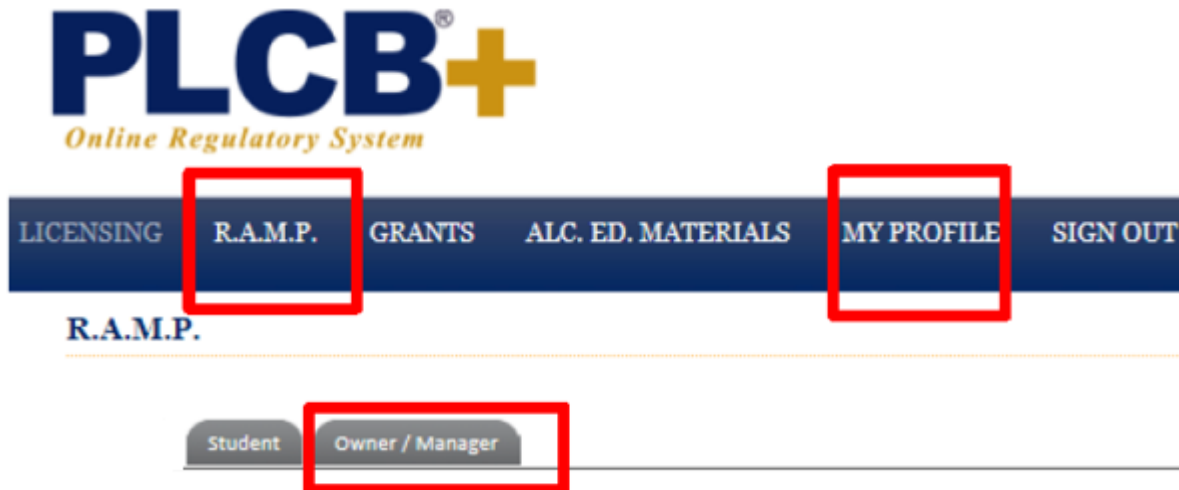 PLCB+®
Online Regulatory System
LICENSING R.A.M.P. GRANTS ALC. ED. MATERIALS MY PROFILE SIGN OUT
R.A.M.P.
Student Owner / Manager